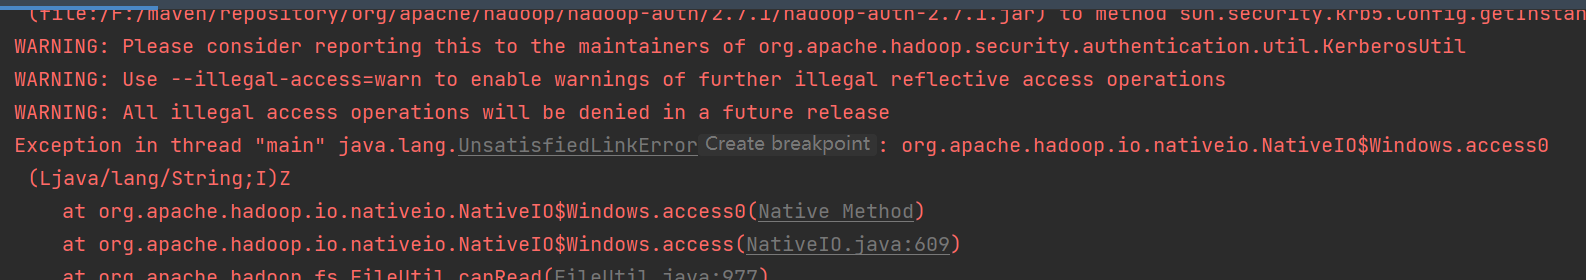 (file:/F:/maven/repository/org/apache/hadoop/hadoop-auth/2.7.1/hadoop-auth-2.7.1.jar) to method sun.security.krb5.Config.getInstan
WARNING: Please consider reporting this to the maintainers of org.apache.hadoop.security.authentication.util.KerberosUtil
WARNING: Use --illegal-access=warn to enable warnings of further illegal reflective access operations
WARNING: All illegal access operations will be denied in a future release
Exception in thread "main" java.lang.UnsatisfiedLinkError Create breakpoint : org.apache.hadoop.io.nativeio.NativeIO$Windows.access0
(Ljava/lang/String;I)Z
at org.apache.hadoop.io.nativeio.NativeIO$Windows.access0(Native Method)
at org.apache.hadoop.io.nativeio.NativeIO$Windows.access(NativeIO.java:609)
at org.apache.hadoop.fs.FileUtil.canRead(FileUtil.java:977)